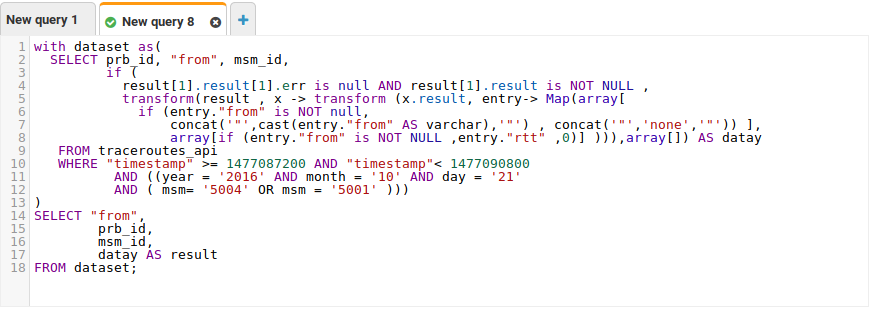 New query 1
New query 8
+
1 with dataset as(
2 SELECT prb_id, "from", msm_id,
3 if (
4 result[1].result[1].err is null AND result[1].result is NOT NULL ,
5 transform(result , x -> transform (x.result, entry-> Map(array[
6 if (entry."from" is NOT null,
7 concat('"',cast(entry."from" AS varchar),'"') , concat('"','none','"')) ],
8 array[if (entry."from" is NOT NULL ,entry."rtt" ,0)] ))),array[]) AS datay
9 FROM traceroutes_api
10 WHERE "timestamp" >= 1477087200 AND "timestamp"< 1477090800
11 AND ((year = '2016' AND month = '10' AND day = '21'
12 AND ( msm= '5004' OR msm = '5001' )))
13 )
14 SELECT "from",
15 prb_id,
16 msm_id,
17 datay AS result
18 FROM dataset;